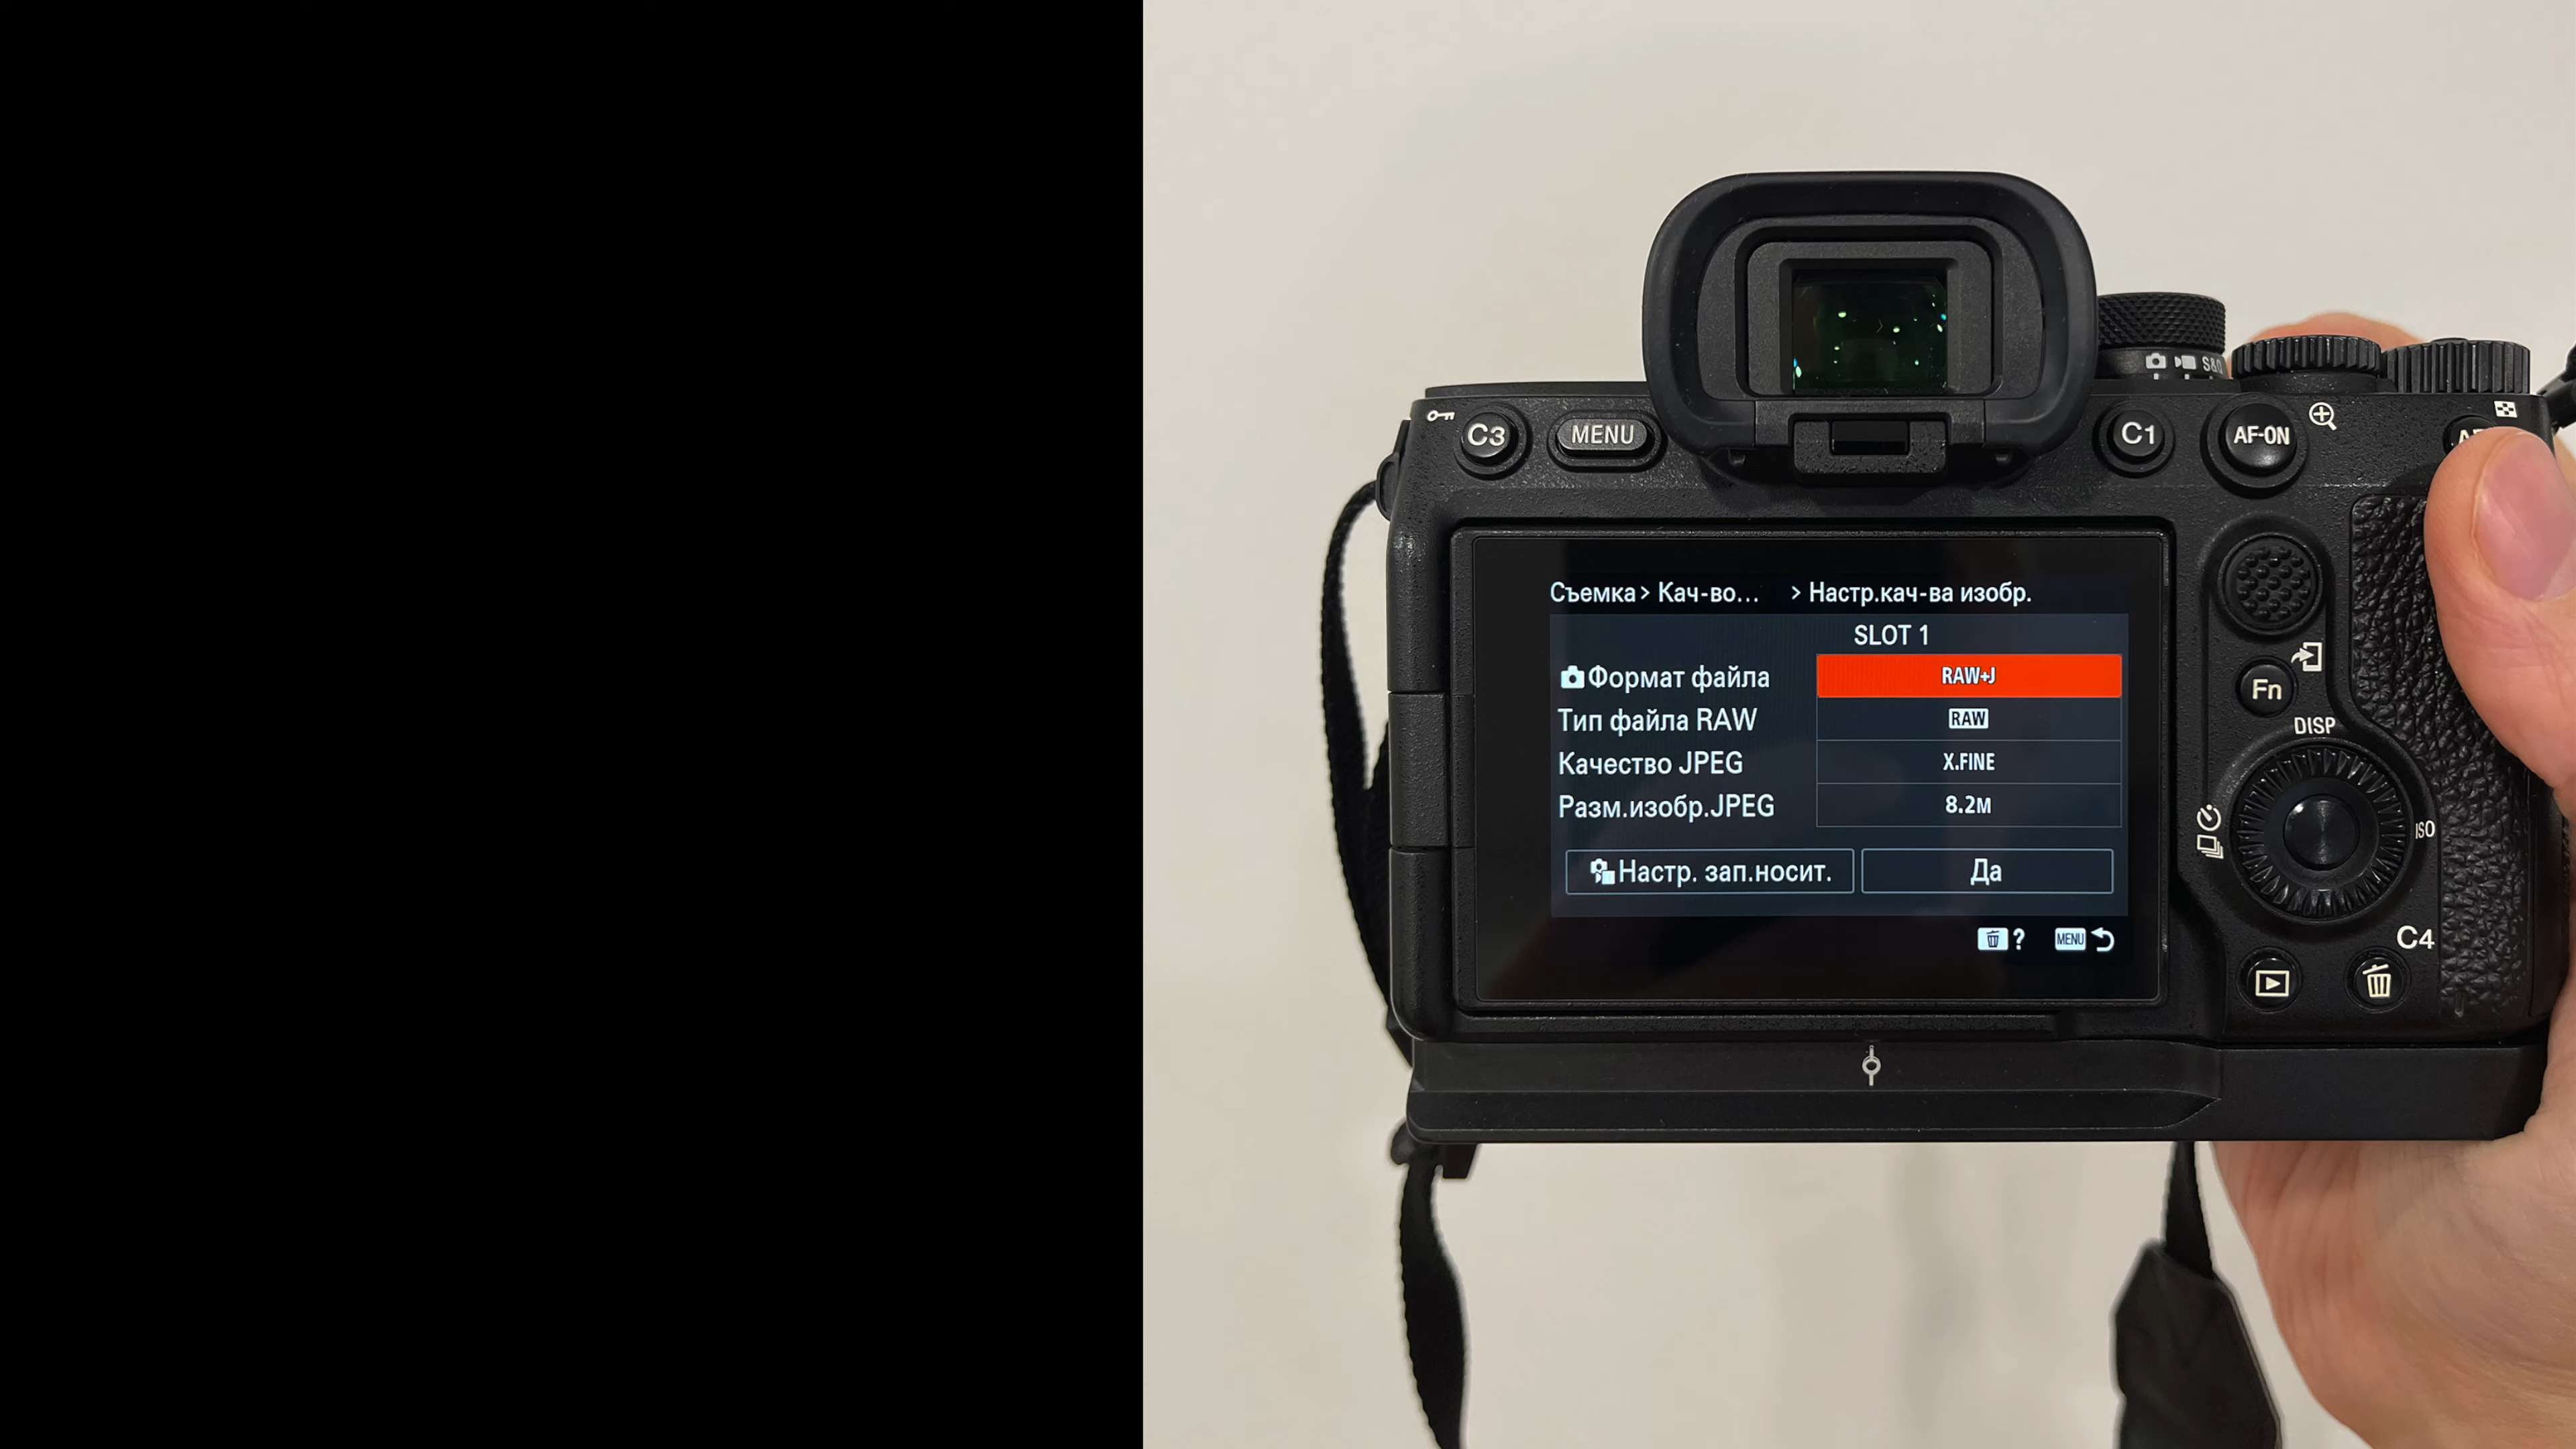 S&Q
C3
MENU
C1
AF-ON
Съемка> Кач-во... > Настр.кач-ва изобр.
SLOT 1
Формат файла RAW+J
Тип файла RAW RAW
Качество JPEG X.FINE
Разм.изобр.JPEG 8.2M
Настр. зап.носит. Да
? MENU
Fn
DISP
ISO
C4